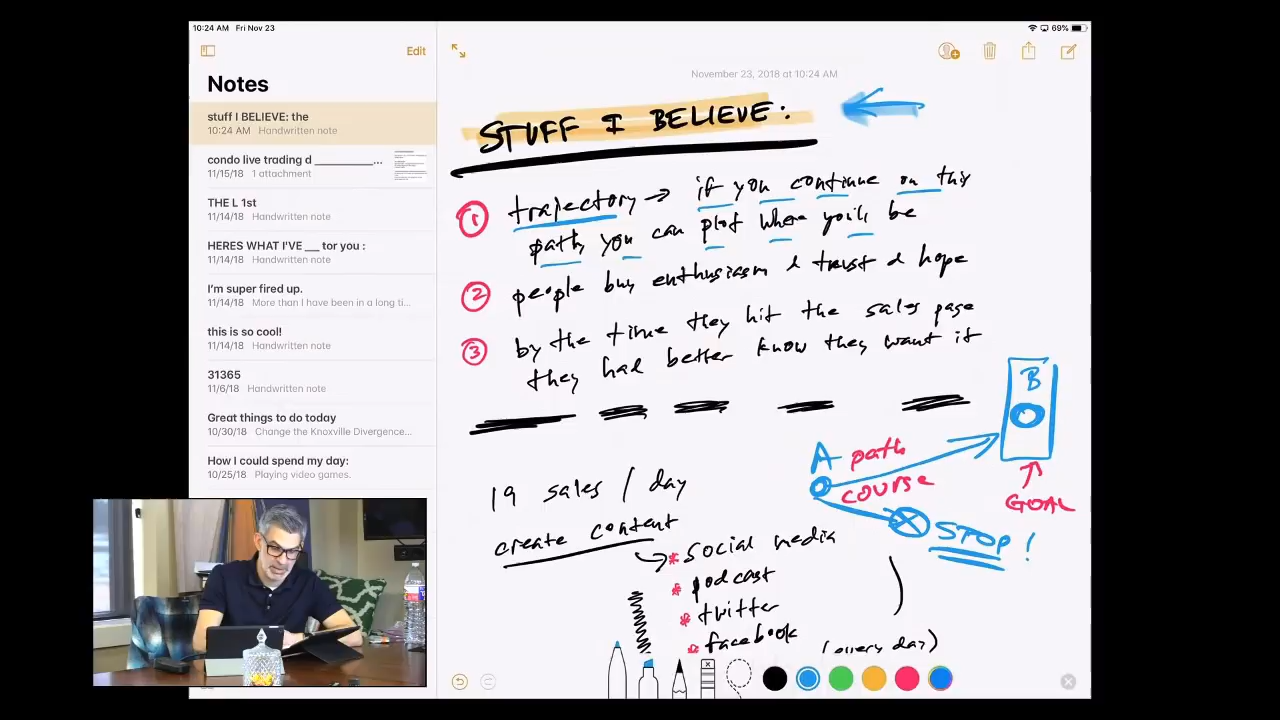 10:24 AM Fri Nov 23
69%
Edit
Notes
stuff I BELIEVE: the
10:24 AM Handwritten note
condo live trading d ___________...
11/15/18 1 attachment
THE L 1st
11/14/18 Handwritten note
HERES WHAT I'VE ___ tor you :
11/14/18 Handwritten note
I'm super fired up.
11/14/18 More than I have been in a long ti...
this is so cool!
11/14/18 Handwritten note
31365
11/6/18 Handwritten note
Great things to do today
10/30/18 Change the Knoxville Divergence...
How I could spend my day:
10/25/18 Playing video games.
November 23, 2018 at 10:24 AM
STUFF I BELIEVE:
1 trajectory → if you continue on this
path, you can plot where you'll be
2 people buy enthusiasm & trust & hope
3 by the time they hit the sales page
they had better know they want it
B
A path
course
GOAL
19 sales / day
STOP!
create content
* social media
* podcast
* twitter
* facebook
(every day)